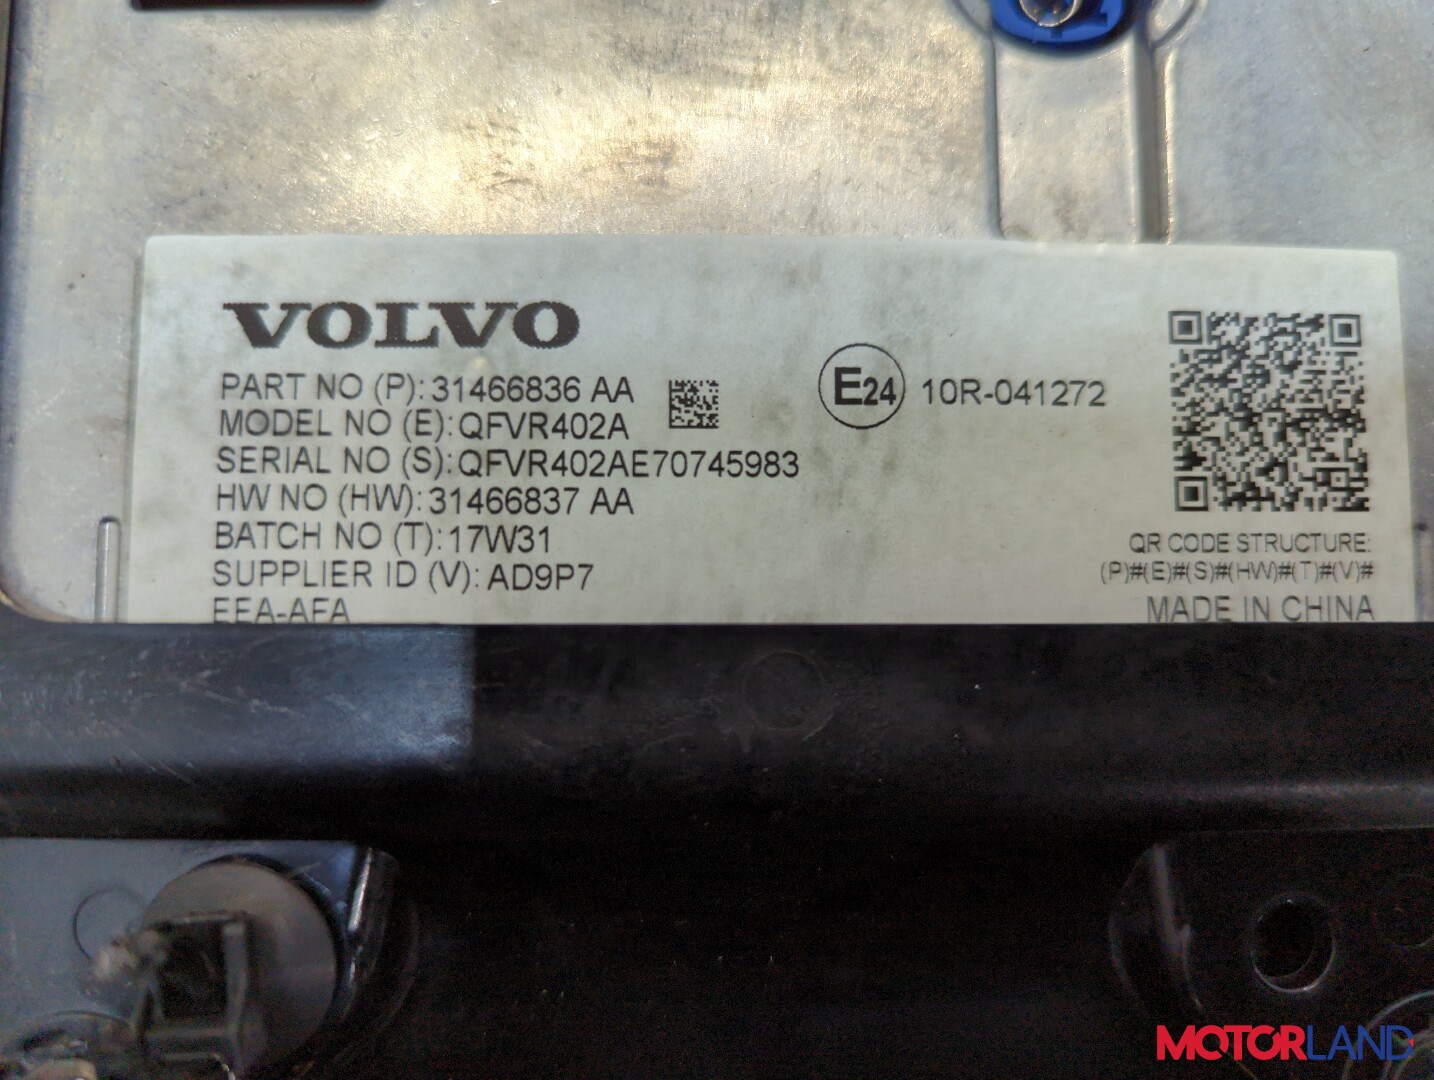 VOLVO
PART NO (P): 31466836 AA
MODEL NO (E): QFVR402A
SERIAL NO (S): QFVR402AE70745983
HW NO (HW): 31466837 AA
BATCH NO (T): 17W31
SUPPLIER ID (V): AD9P7
EEA-AFA
E24 10R-041272
QR CODE STRUCTURE:
(P)#(E)#(S)#(HW)#(T)#(V)#
MADE IN CHINA
MOTORLAND